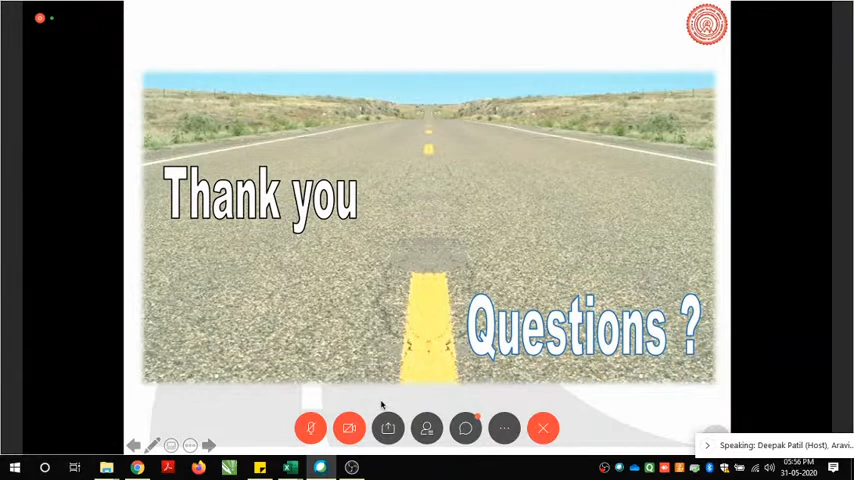 Thank you
Questions ?
Speaking: Deepak Patil (Host), Aravi...
05:56 PM
31-05-2020